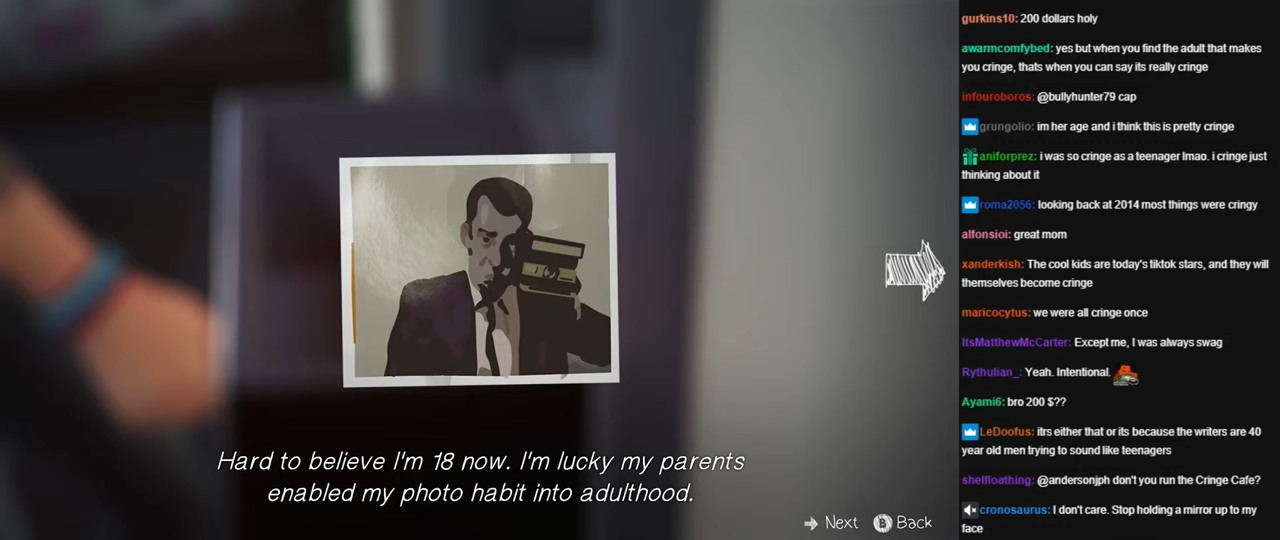 Hard to believe I'm 18 now. I'm lucky my parents
enabled my photo habit into adulthood.
Next
B Back
gurkins10: 200 dollars holy
awarmcomfybed: yes but when you find the adult that makes
you cringe, thats when you can say its really cringe
infouroboros: @bullyhunter79 cap
grungolio: im her age and i think this is pretty cringe
aniforprez: i was so cringe as a teenager lmao. i cringe just
thinking about it
roma2056: looking back at 2014 most things were cringy
alfonsioi: great mom
xanderkish: The cool kids are today's tiktok stars, and they will
themselves become cringe
maricocytus: we were all cringe once
ItsMatthewMcCarter: Except me, I was always swag
Rythulian_: Yeah. Intentional.
Ayami6: bro 200 $??
LeDoofus: itrs either that or its because the writers are 40
year old men trying to sound like teenagers
shelfloathing: @andersonjph don't you run the Cringe Cafe?
cronosaurus: I don't care. Stop holding a mirror up to my
face